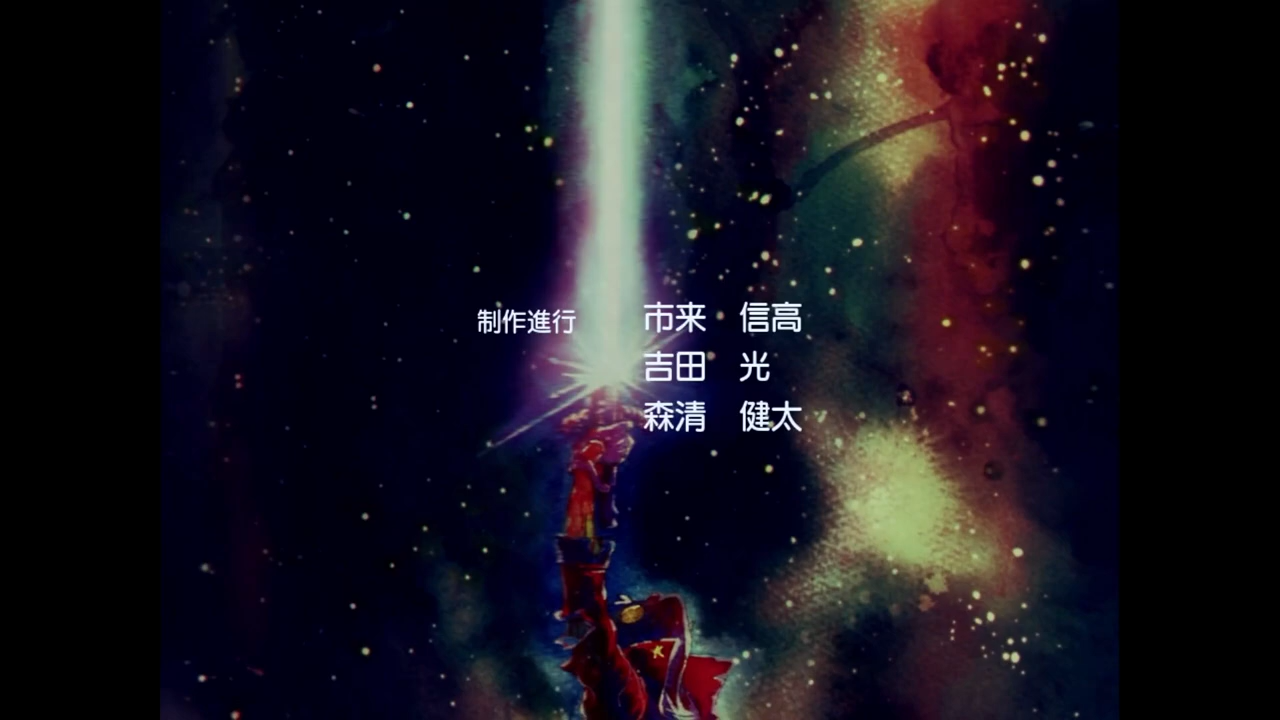 制作進行 市来 信高
吉田 光
森清 健太